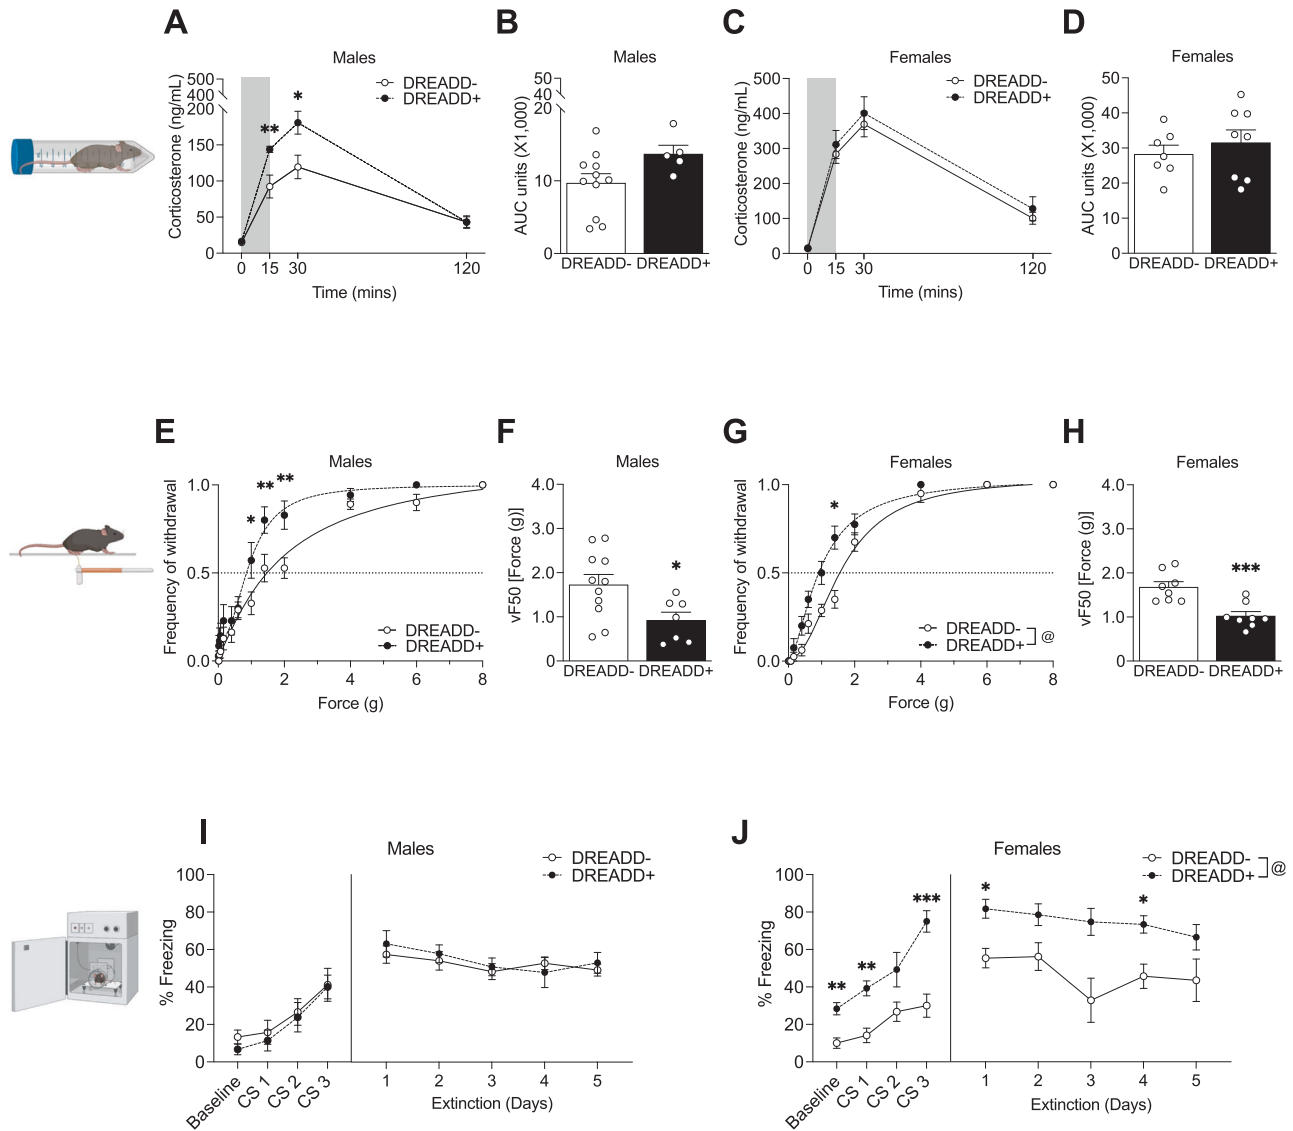 A
Males
DREADD-
DREADD+
Corticosterone (ng/mL)
500
400
200
150
100
50
0
**
*
0 15 30 120
Time (mins)
B
Males
AUC units (X1,000)
50
40
20
10
0
DREADD- DREADD+
C
Females
DREADD-
DREADD+
Corticosterone (ng/mL)
500
400
300
200
100
0
0 15 30 120
Time (mins)
D
Females
AUC units (X1,000)
50
40
30
20
10
0
DREADD- DREADD+
E
Males
Frequency of withdrawal
1.0
0.5
0.0
*
**
**
DREADD-
DREADD+
0 2 4 6 8
Force (g)
F
Males
vF50 [Force (g)]
4.0
3.0
2.0
1.0
0
*
DREADD- DREADD+
G
Females
Frequency of withdrawal
1.0
0.5
0.0
*
DREADD-
DREADD+
@
0 2 4 6 8
Force (g)
H
Females
vF50 [Force (g)]
4.0
3.0
2.0
1.0
0
***
DREADD- DREADD+
I
Males
DREADD-
DREADD+
% Freezing
100
80
60
40
20
0
Baseline CS 1 CS 2 CS 3
1 2 3 4 5
Extinction (Days)
J
Females
DREADD-
DREADD+
@
% Freezing
100
80
60
40
20
0
**
**
***
*
*
Baseline CS 1 CS 2 CS 3
1 2 3 4 5
Extinction (Days)